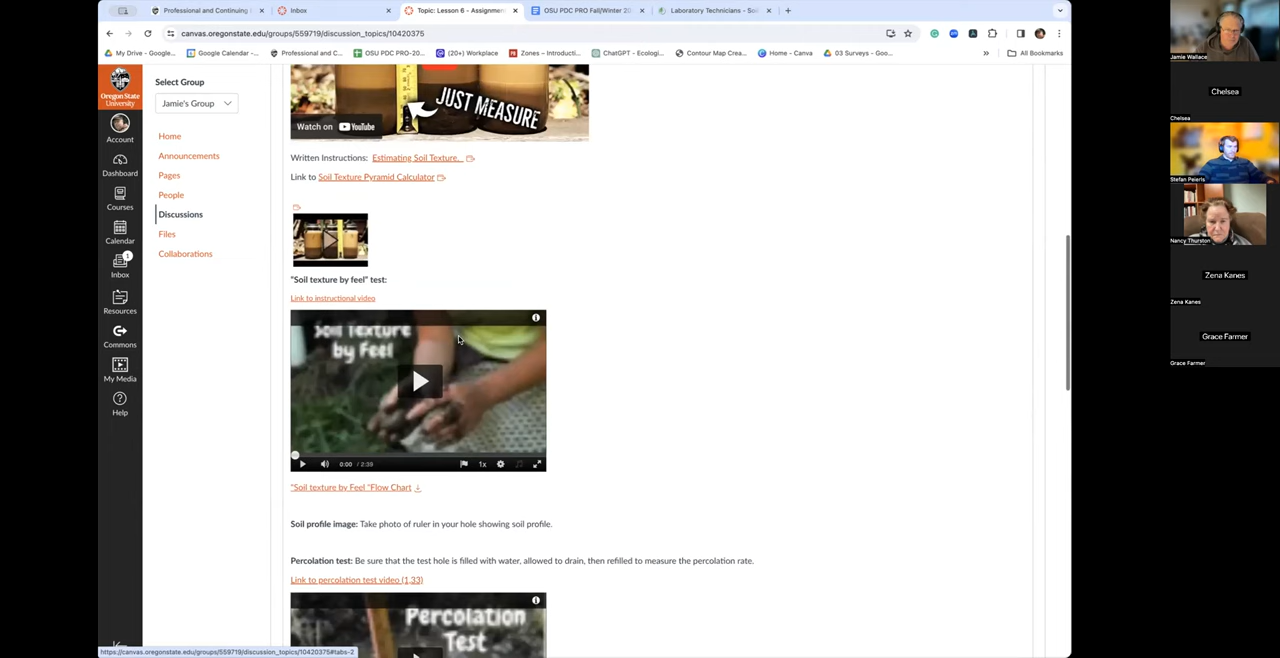 Professional and Continuing
Inbox
Topic: Lesson 6 - Assignmen
OSU PDC PRO Fall/Winter 20
Laboratory Technicians - Soi
canvas.oregonstate.edu/groups/559719/discussion_topics/10420375
My Drive - Google...
Google Calendar -...
Professional and C...
OSU PDC PRO-20...
(20+) Workplace
Zones – Introducti...
ChatGPT - Ecologi...
Contour Map Crea...
Home - Canva
03 Surveys - Goo...
»
All Bookmarks
Oregon State University
Account
Dashboard
Courses
Calendar
1
Inbox
Resources
Commons
My Media
Help
Select Group
Jamie's Group
Home
Announcements
Pages
People
Discussions
Files
Collaborations
JUST MEASURE
Watch on YouTube
Written Instructions: Estimating Soil Texture.
Link to Soil Texture Pyramid Calculator
"Soil texture by feel" test:
Link to instructional video
Soil Texture
by Feel
0:00 / 2:39
1x
"Soil texture by Feel "Flow Chart
Soil profile image: Take photo of ruler in your hole showing soil profile.
Percolation test: Be sure that the test hole is filled with water, allowed to drain, then refilled to measure the percolation rate.
Link to percolation test video (1,33)
Percolation
Test
https://canvas.oregonstate.edu/groups/559719/discussion_topics/10420375#tabs-2
Jamie Wallace
Chelsea
Chelsea
Stefan Peierls
Nancy Thurston
Zena Kanes
Zena Kanes
Grace Farmer
Grace Farmer